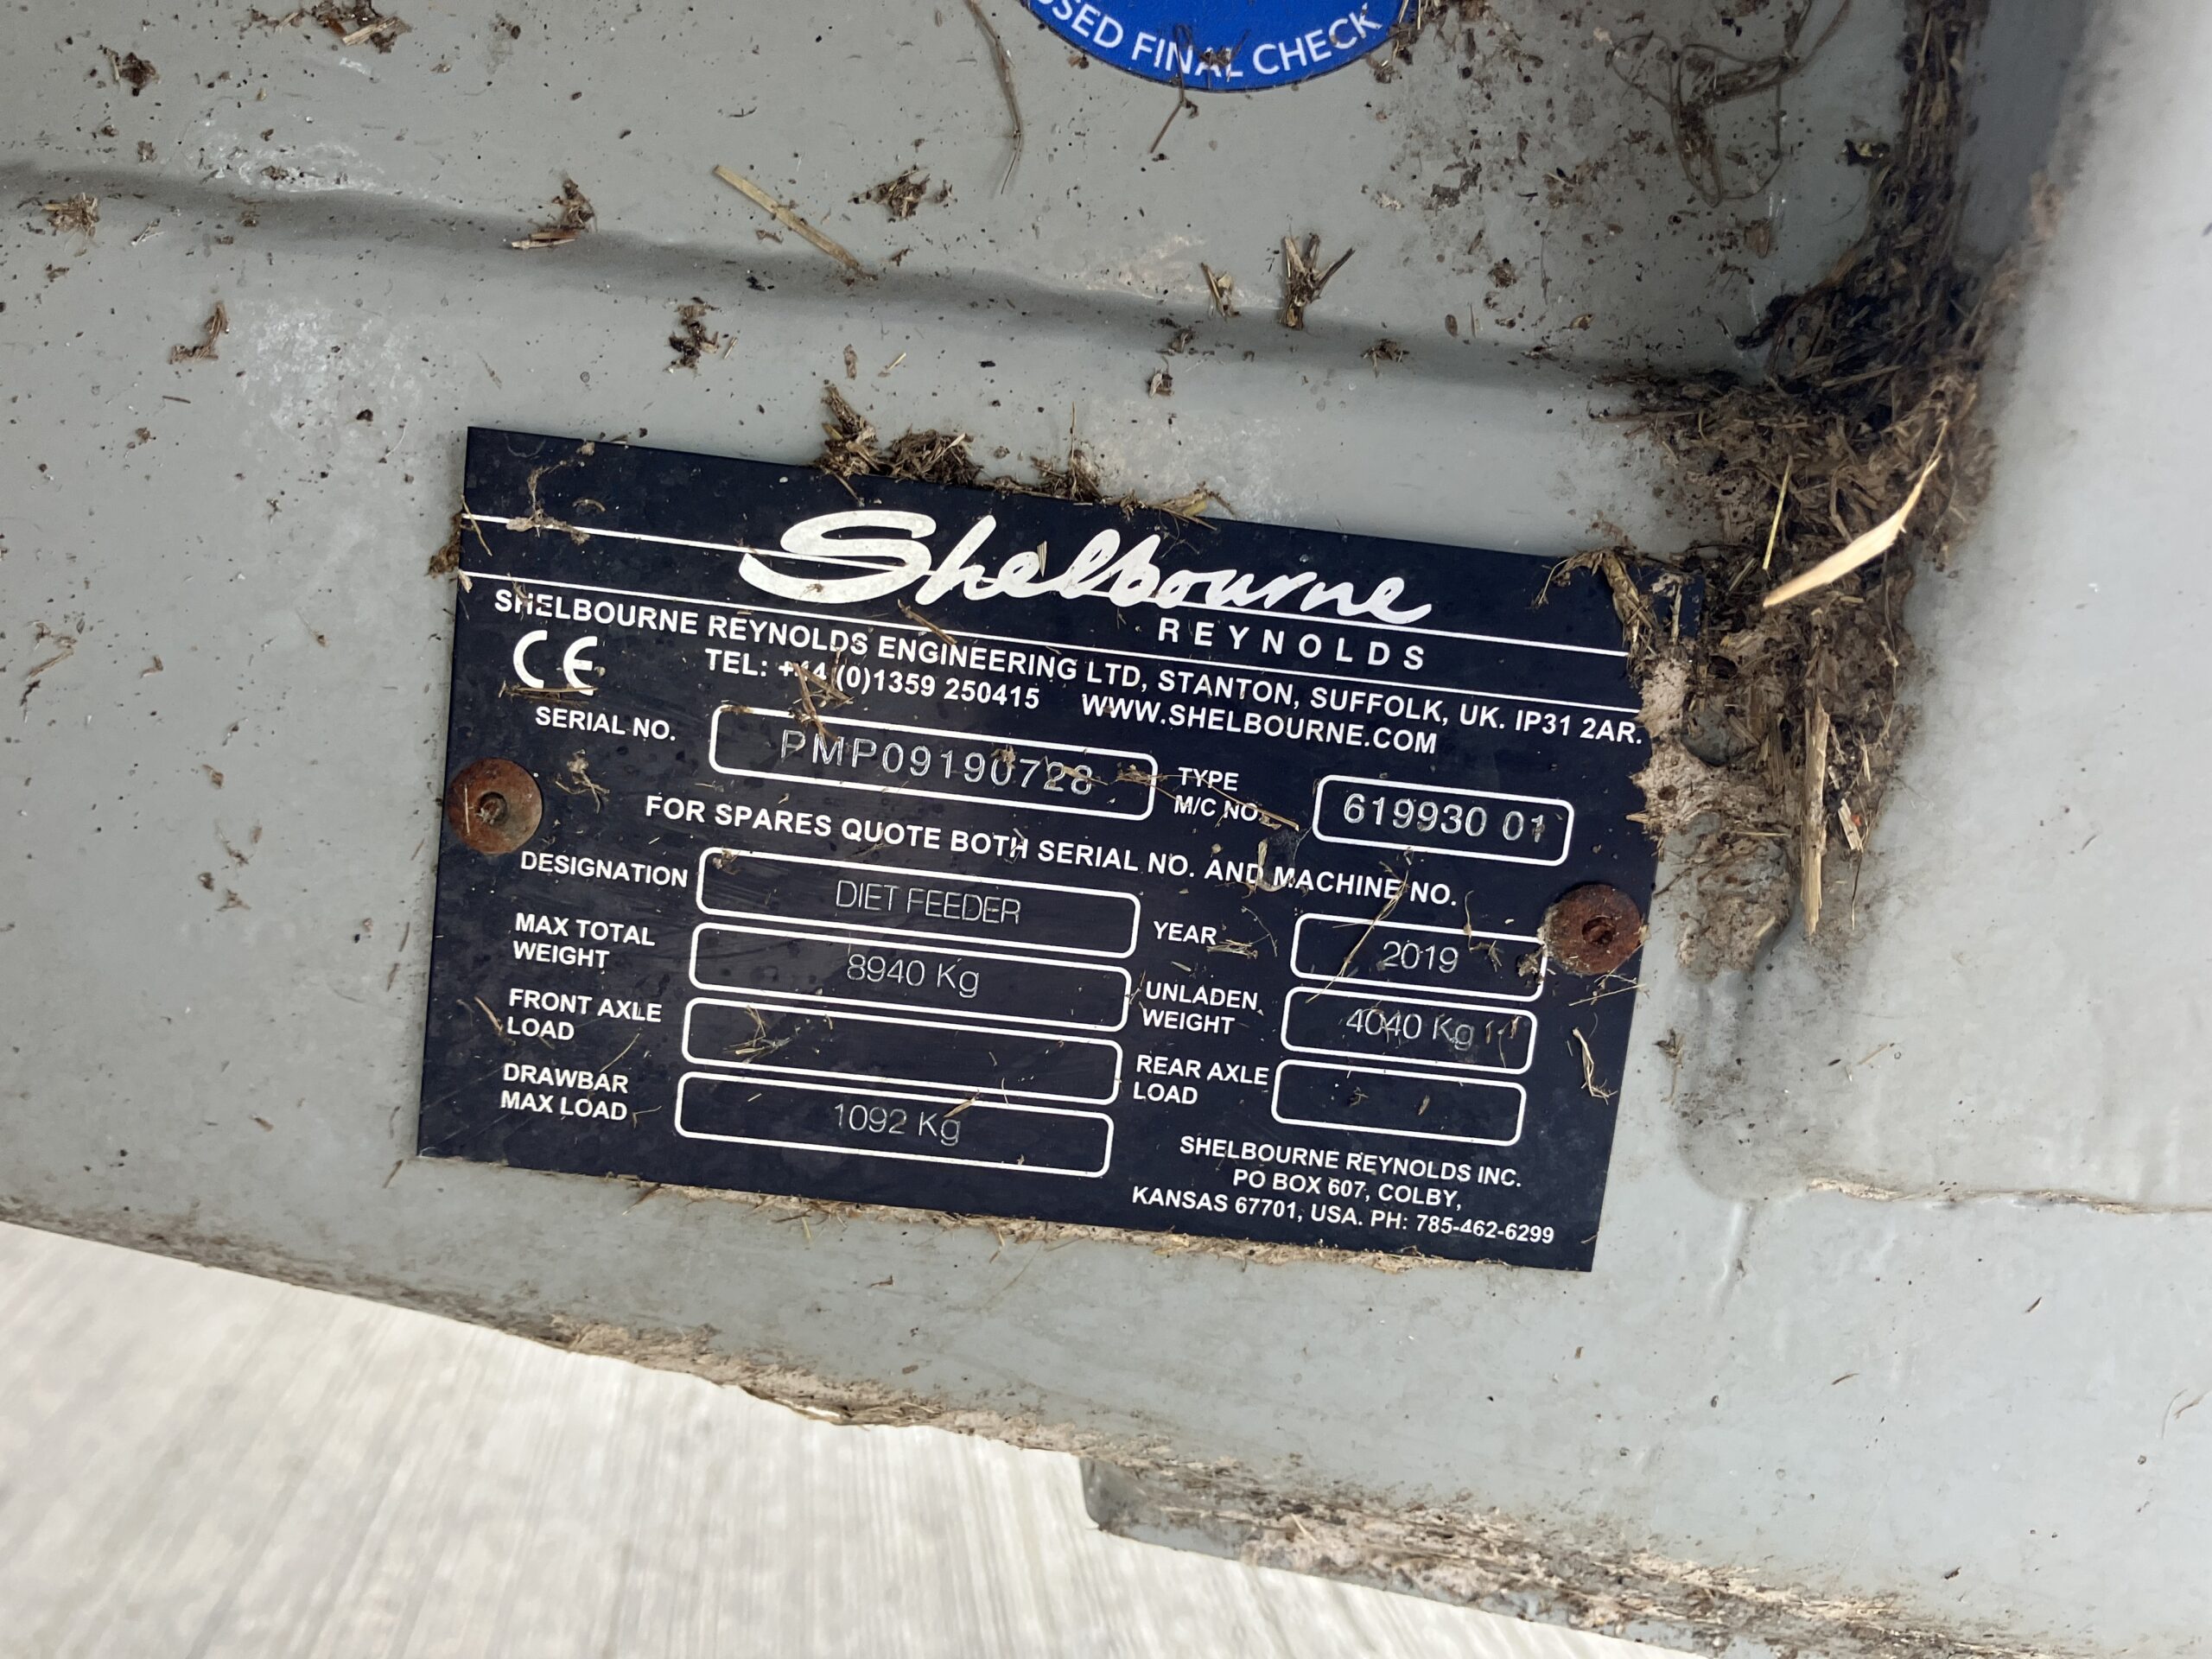 FINAL CHECK
Shelbourne
REYNOLDS
SHELBOURNE REYNOLDS ENGINEERING LTD, STANTON, SUFFOLK, UK. IP31 2AR.
CE TEL: +44 (0)1359 250415 WWW.SHELBOURNE.COM
SERIAL NO. PMP09190728 TYPE M/C NO. 619930 01
FOR SPARES QUOTE BOTH SERIAL NO. AND MACHINE NO.
DESIGNATION DIET FEEDER YEAR 2019
MAX TOTAL WEIGHT 8940 Kg UNLADEN WEIGHT 4040 Kg
FRONT AXLE LOAD REAR AXLE LOAD
DRAWBAR MAX LOAD 1092 Kg
SHELBOURNE REYNOLDS INC.
PO BOX 607, COLBY,
KANSAS 67701, USA. PH: 785-462-6299